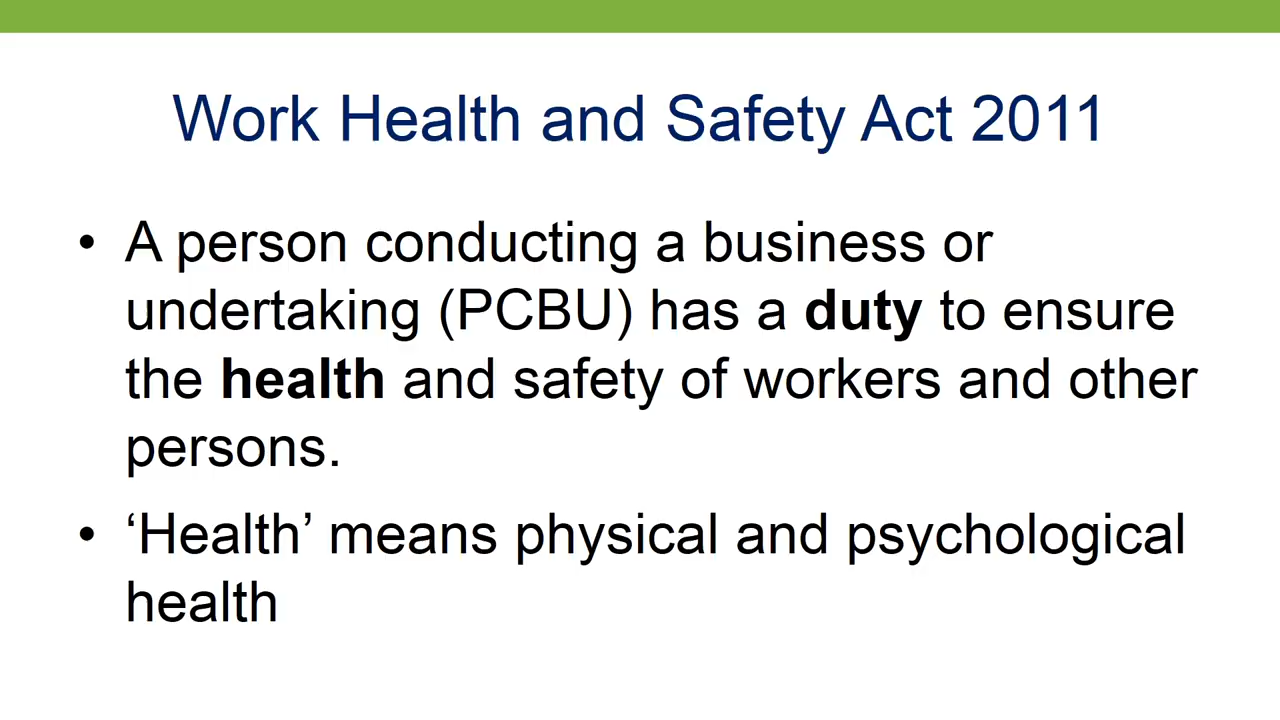 Work Health and Safety Act 2011
• A person conducting a business or
undertaking (PCBU) has a duty to ensure
the health and safety of workers and other
persons.
• ‘Health’ means physical and psychological
health